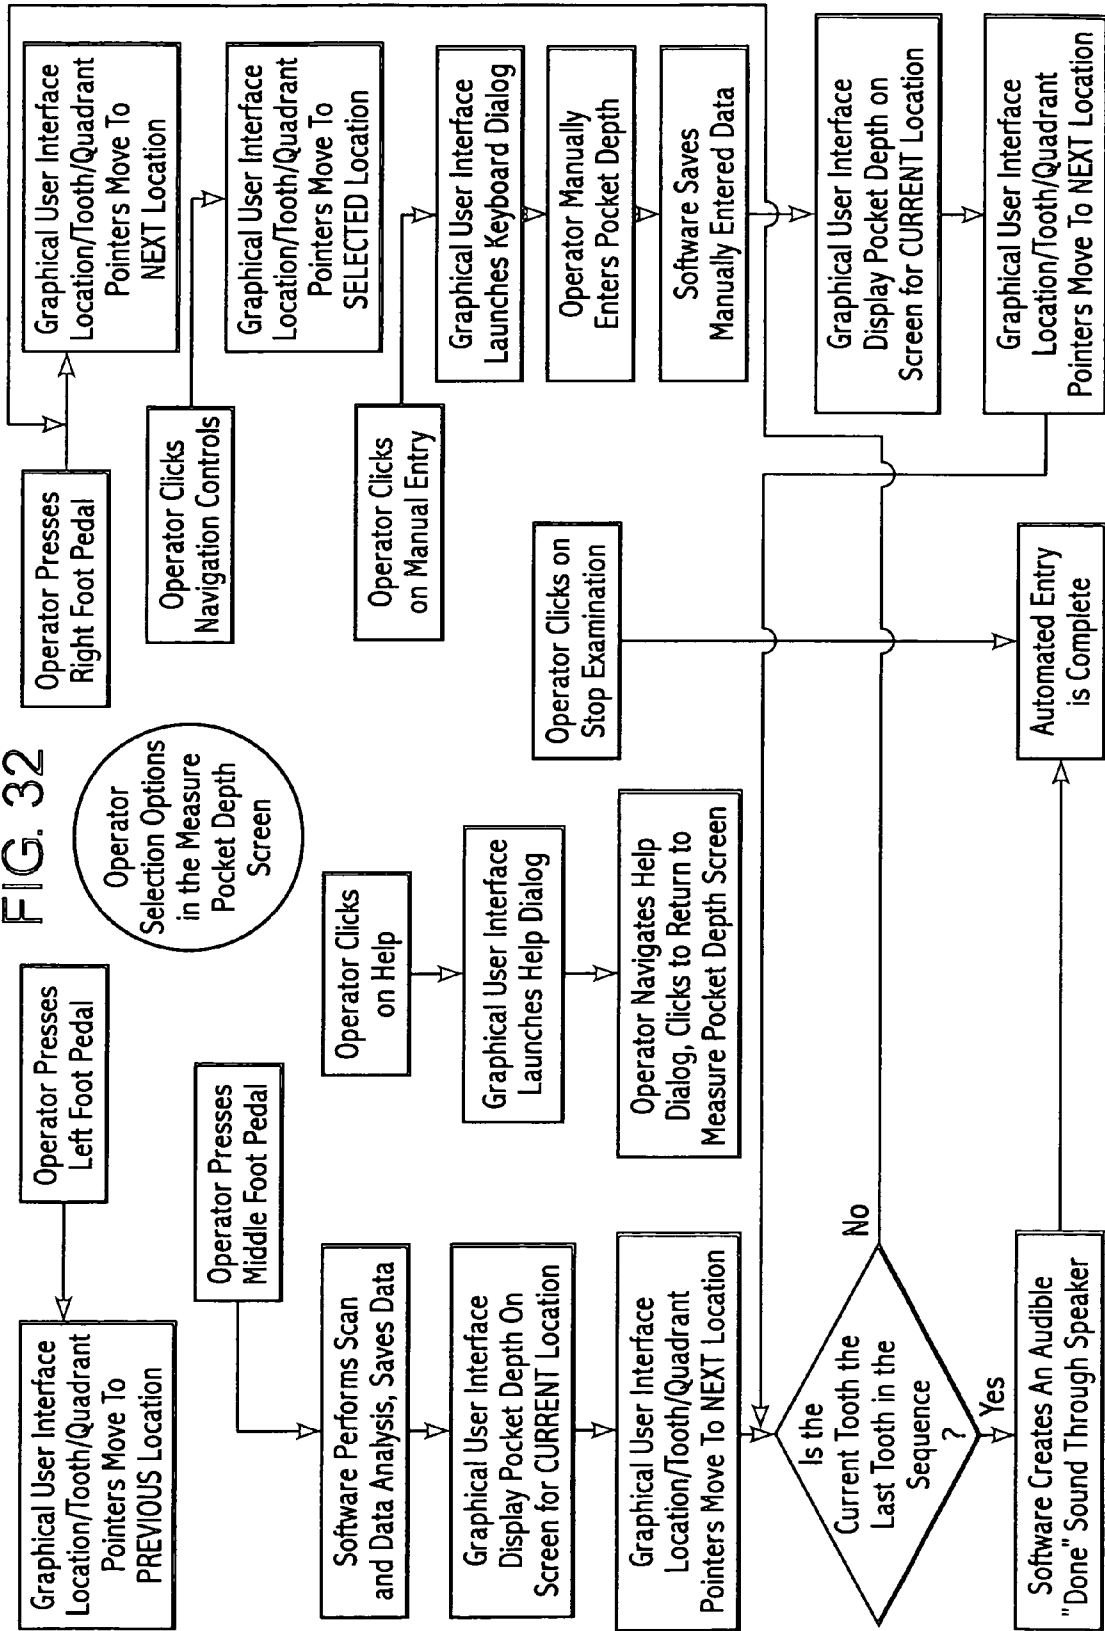 FIG. 32
Operator
Selection Options
in the Measure
Pocket Depth
Screen
Operator Presses
Left Foot Pedal
Graphical User Interface
Location/Tooth/Quadrant
Pointers Move To
PREVIOUS Location
Operator Presses
Right Foot Pedal
Graphical User Interface
Location/Tooth/Quadrant
Pointers Move To
NEXT Location
Operator Clicks
Navigation Controls
Graphical User Interface
Location/Tooth/Quadrant
Pointers Move To
SELECTED Location
Operator Presses
Middle Foot Pedal
Software Performs Scan
and Data Analysis, Saves Data
Graphical User Interface
Display Pocket Depth On
Screen for CURRENT Location
Graphical User Interface
Location/Tooth/Quadrant
Pointers Move To NEXT Location
Operator Clicks
on Help
Graphical User Interface
Launches Help Dialog
Operator Navigates Help
Dialog, Clicks to Return to
Measure Pocket Depth Screen
Operator Clicks
on Manual Entry
Graphical User Interface
Launches Keyboard Dialog
Operator Manually
Enters Pocket Depth
Software Saves
Manually Entered Data
Graphical User Interface
Display Pocket Depth on
Screen for CURRENT Location
Graphical User Interface
Location/Tooth/Quadrant
Pointers Move To NEXT Location
Operator Clicks on
Stop Examination
Is the
Current Tooth the
Last Tooth in the
Sequence
?
No
Yes
Software Creates An Audible
"Done" Sound Through Speaker
Automated Entry
is Complete